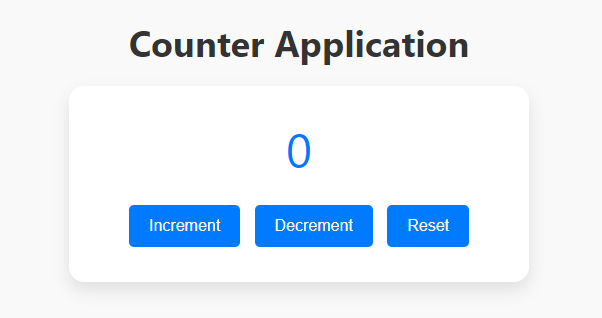 Counter Application
0
Increment Decrement Reset